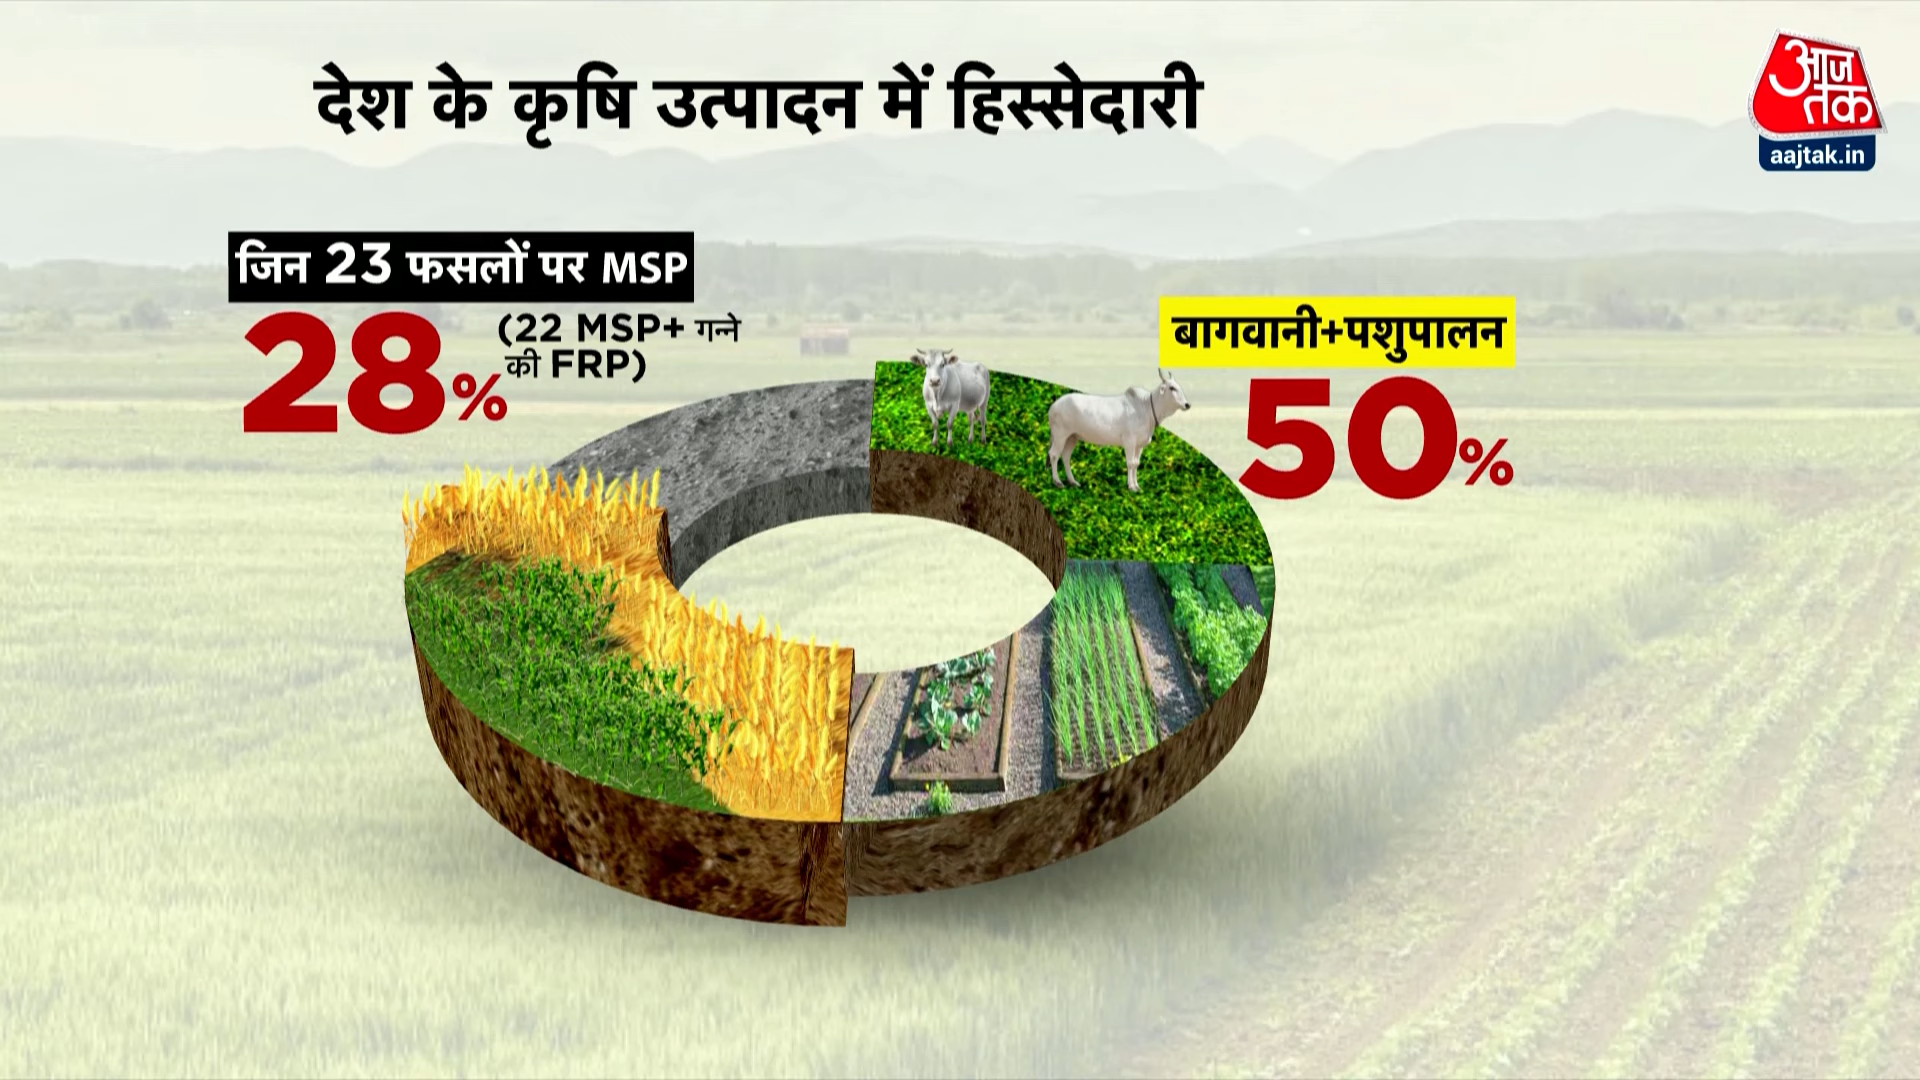 देश के कृषि उत्पादन में हिस्सेदारी
आज
तक
aajtak.in
जिन 23 फसलों पर MSP
28%
(22 MSP+ गन्ने
की FRP)
बागवानी+पशुपालन
50%